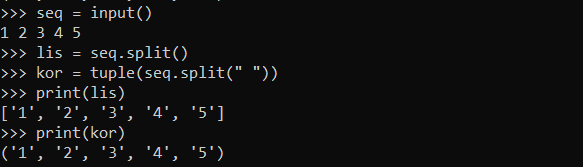 >>> seq = input()
1 2 3 4 5
>>> lis = seq.split()
>>> kor = tuple(seq.split(" "))
>>> print(lis)
['1', '2', '3', '4', '5']
>>> print(kor)
('1', '2', '3', '4', '5')